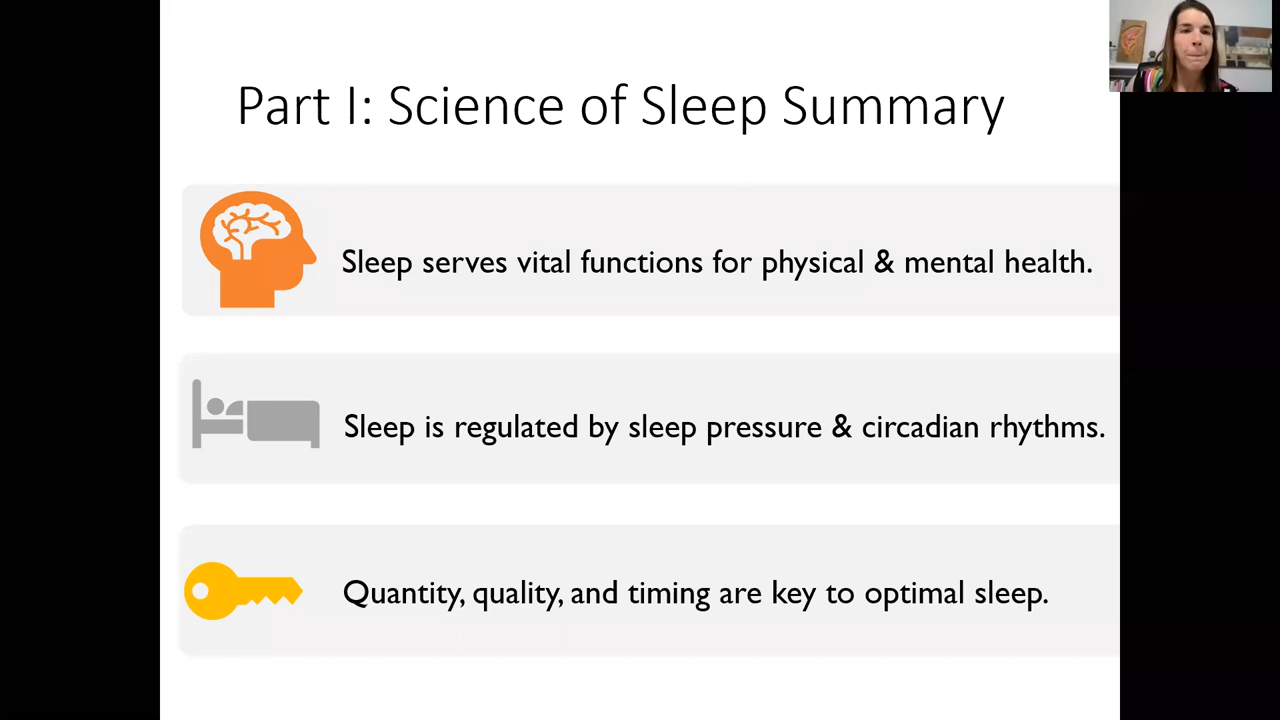 Part I: Science of Sleep Summary
Sleep serves vital functions for physical & mental health.
Sleep is regulated by sleep pressure & circadian rhythms.
Quantity, quality, and timing are key to optimal sleep.